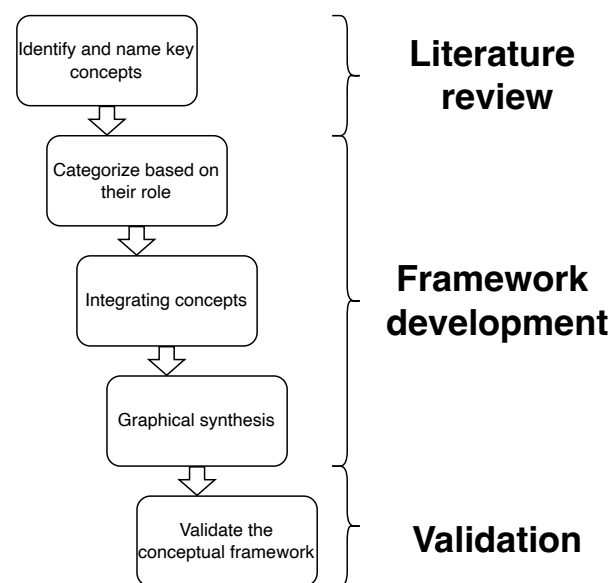 Identify and name key
concepts
Literature
review
Categorize based on
their role
Integrating concepts
Framework
development
Graphical synthesis
Validate the
conceptual framework
Validation